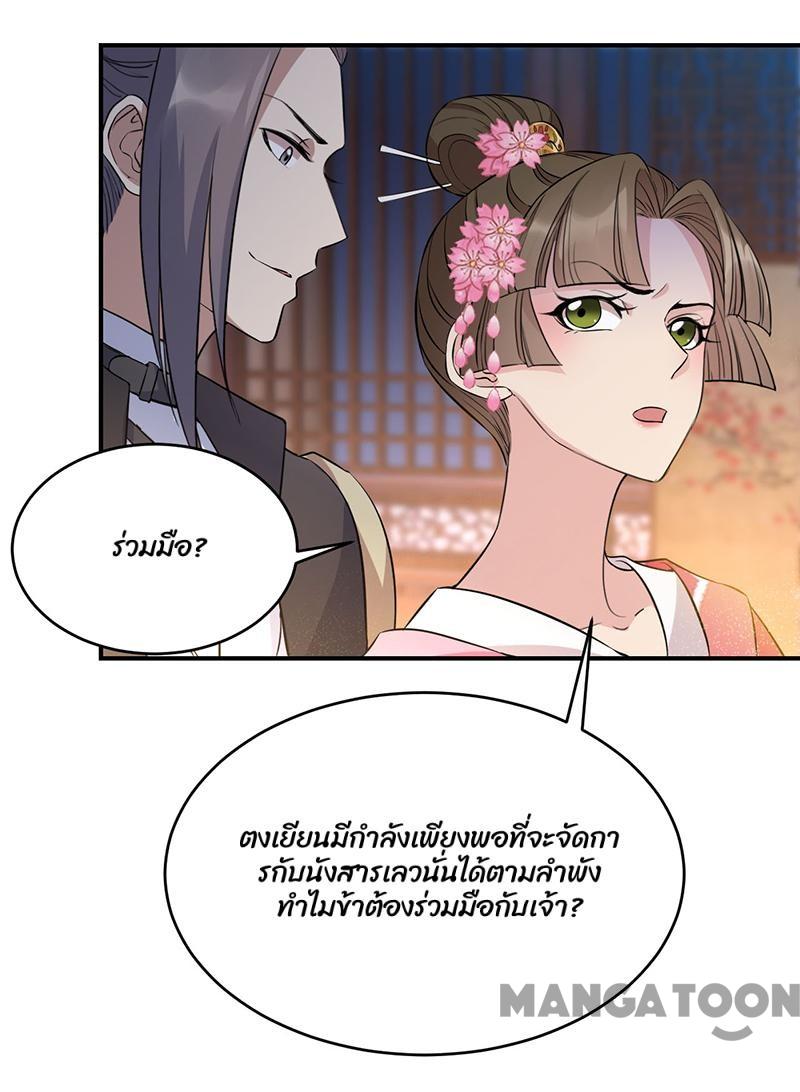 ร่วมมือ?
ตงเยียนมีกำลังเพียงพอที่จะจัดกา
รกับนังสารเลวนั่นได้ตามลำพัง
ทำไมข้าต้องร่วมมือกับเจ้า?
MANGATOON